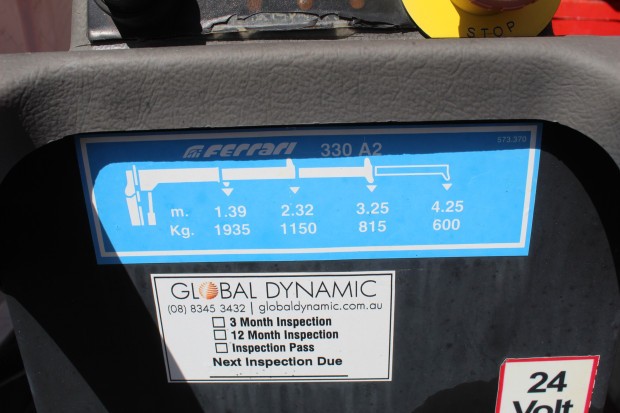 STOP
Ferrari 330 A2 673.370
m. 1.39 2.32 3.25 4.25
Kg. 1935 1150 815 600
GLOBAL DYNAMIC
(08) 8345 3432 | globaldynamic.com.au
3 Month Inspection
12 Month Inspection
Inspection Pass
Next Inspection Due
24
Volt